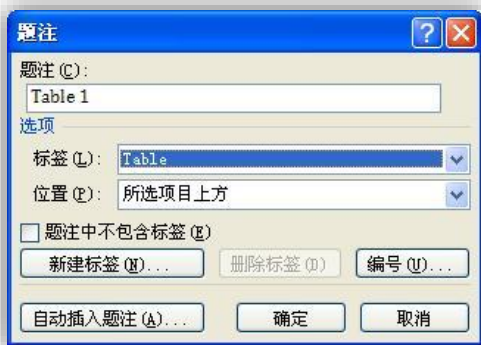 题注
题注(C):
Table 1
选项
标签(L): Table
位置(P): 所选项目上方
题注中不包含标签(E)
新建标签(N)... 删除标签(D) 编号(U)...
自动插入题注(A)... 确定 取消